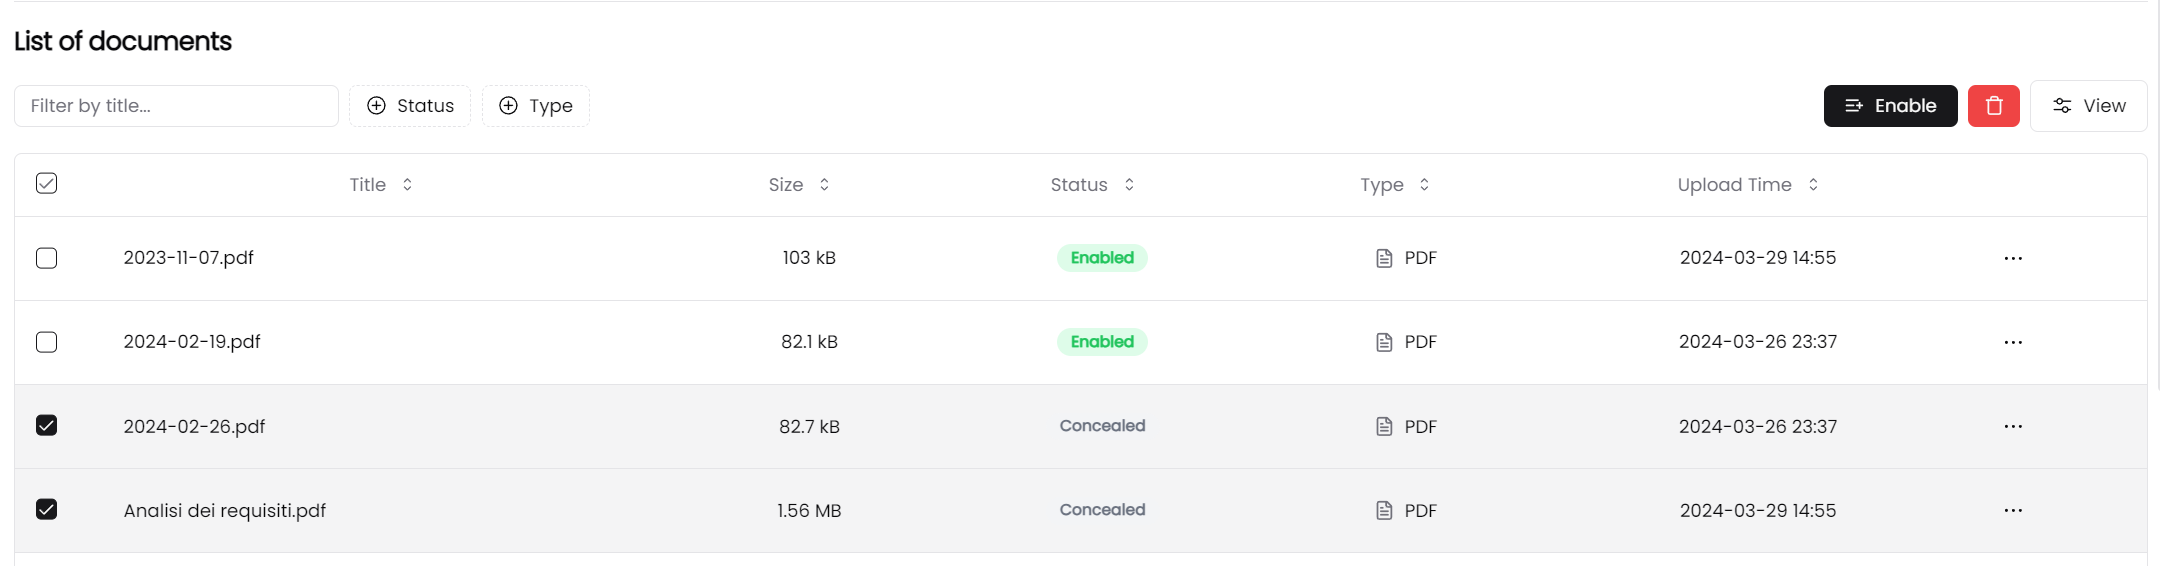 List of documents
Filter by title... Status Type Enable View
Title Size Status Type Upload Time
2023-11-07.pdf 103 kB Enabled PDF 2024-03-29 14:55 ...
2024-02-19.pdf 82.1 kB Enabled PDF 2024-03-26 23:37 ...
2024-02-26.pdf 82.7 kB Concealed PDF 2024-03-26 23:37 ...
Analisi dei requisiti.pdf 1.56 MB Concealed PDF 2024-03-29 14:55 ...